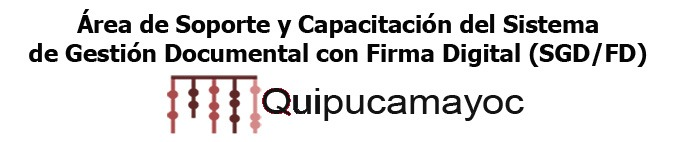 Área de Soporte y Capacitación del Sistema
de Gestión Documental con Firma Digital (SGD/FD)
Quipucamayoc